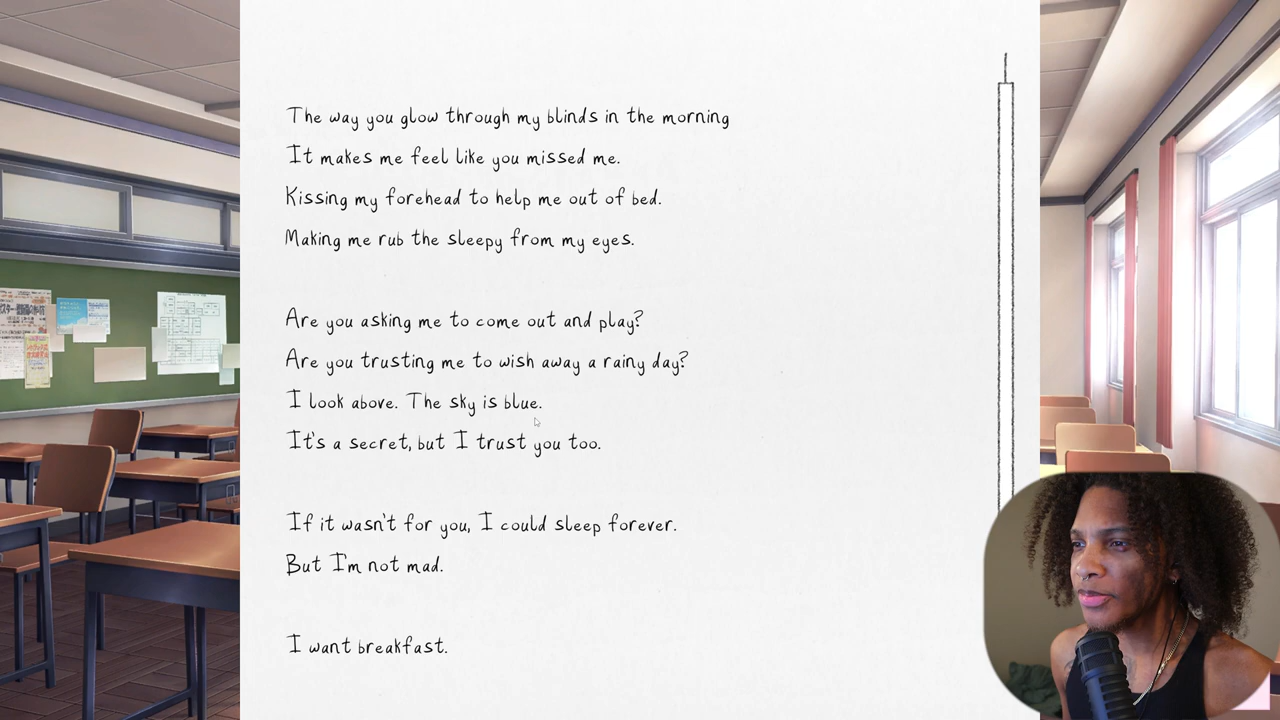 The way you glow through my blinds in the morning
It makes me feel like you missed me.
Kissing my forehead to help me out of bed.
Making me rub the sleepy from my eyes.
Are you asking me to come out and play?
Are you trusting me to wish away a rainy day?
I look above. The sky is blue.
It's a secret, but I trust you too.
If it wasn't for you, I could sleep forever.
But I'm not mad.
I want breakfast.